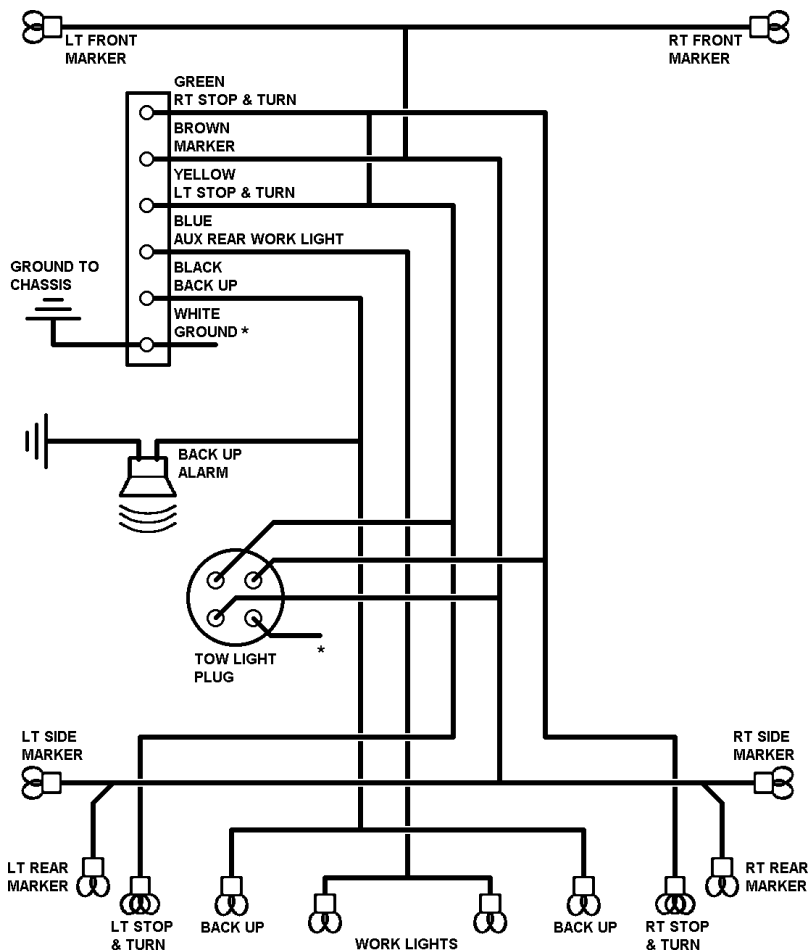 LT FRONT
MARKER
RT FRONT
MARKER
GREEN
RT STOP & TURN
BROWN
MARKER
YELLOW
LT STOP & TURN
BLUE
AUX REAR WORK LIGHT
GROUND TO
CHASSIS
BLACK
BACK UP
WHITE
GROUND *
BACK UP
ALARM
*
TOW LIGHT
PLUG
LT SIDE
MARKER
RT SIDE
MARKER
LT REAR
MARKER
RT REAR
MARKER
LT STOP
& TURN
BACK UP
WORK LIGHTS
BACK UP
RT STOP
& TURN